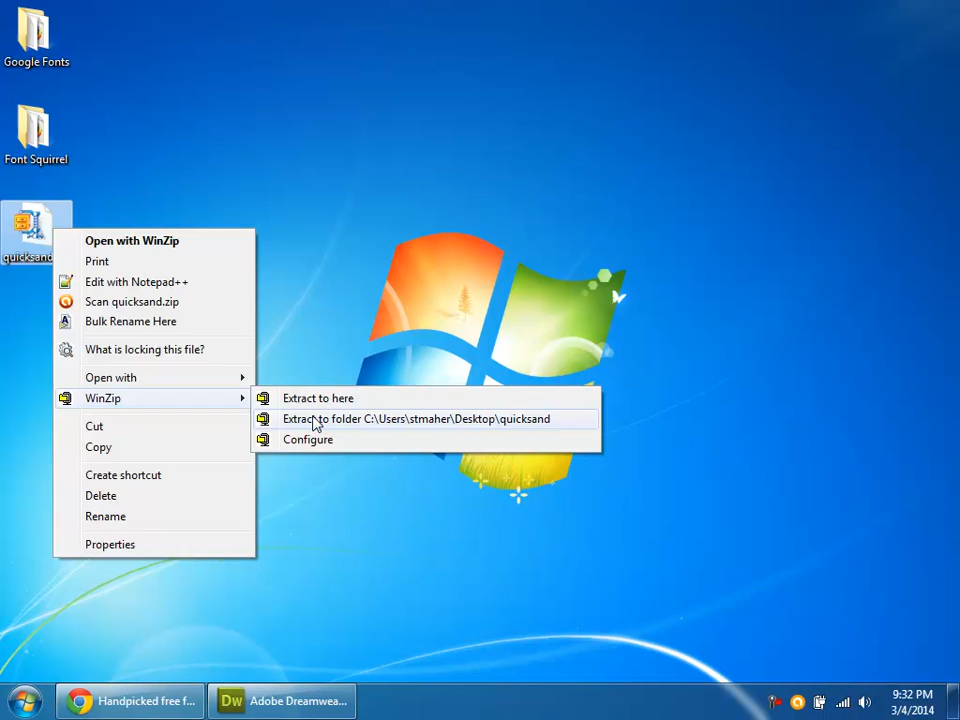 Google Fonts
Font Squirrel
quicksand
Open with WinZip
Print
Edit with Notepad++
Scan quicksand.zip
Bulk Rename Here
What is locking this file?
Open with
WinZip
Cut
Copy
Create shortcut
Delete
Rename
Properties
Extract to here
Extract to folder C:\Users\stmaher\Desktop\quicksand
Configure
Handpicked free f...
Dw Adobe Dreamwea...
9:32 PM
3/4/2014